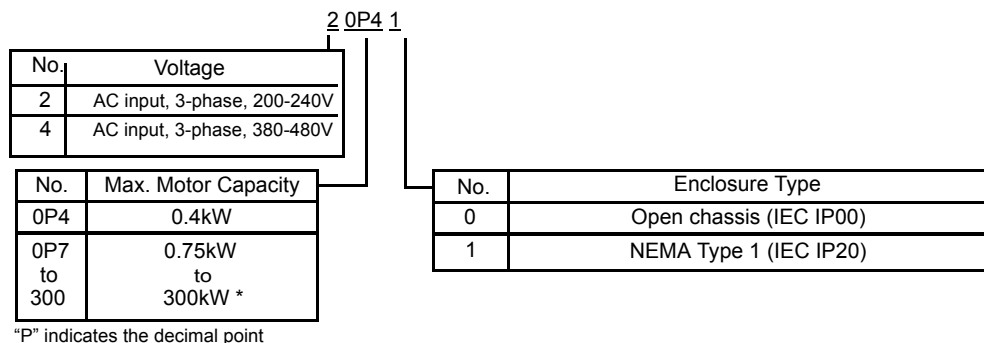 2 0P4 1
No. Voltage
2 AC input, 3-phase, 200-240V
4 AC input, 3-phase, 380-480V
No. Max. Motor Capacity
0P4 0.4kW
0P7 0.75kW
to to
300 300kW *
“P” indicates the decimal point
No. Enclosure Type
0 Open chassis (IEC IP00)
1 NEMA Type 1 (IEC IP20)